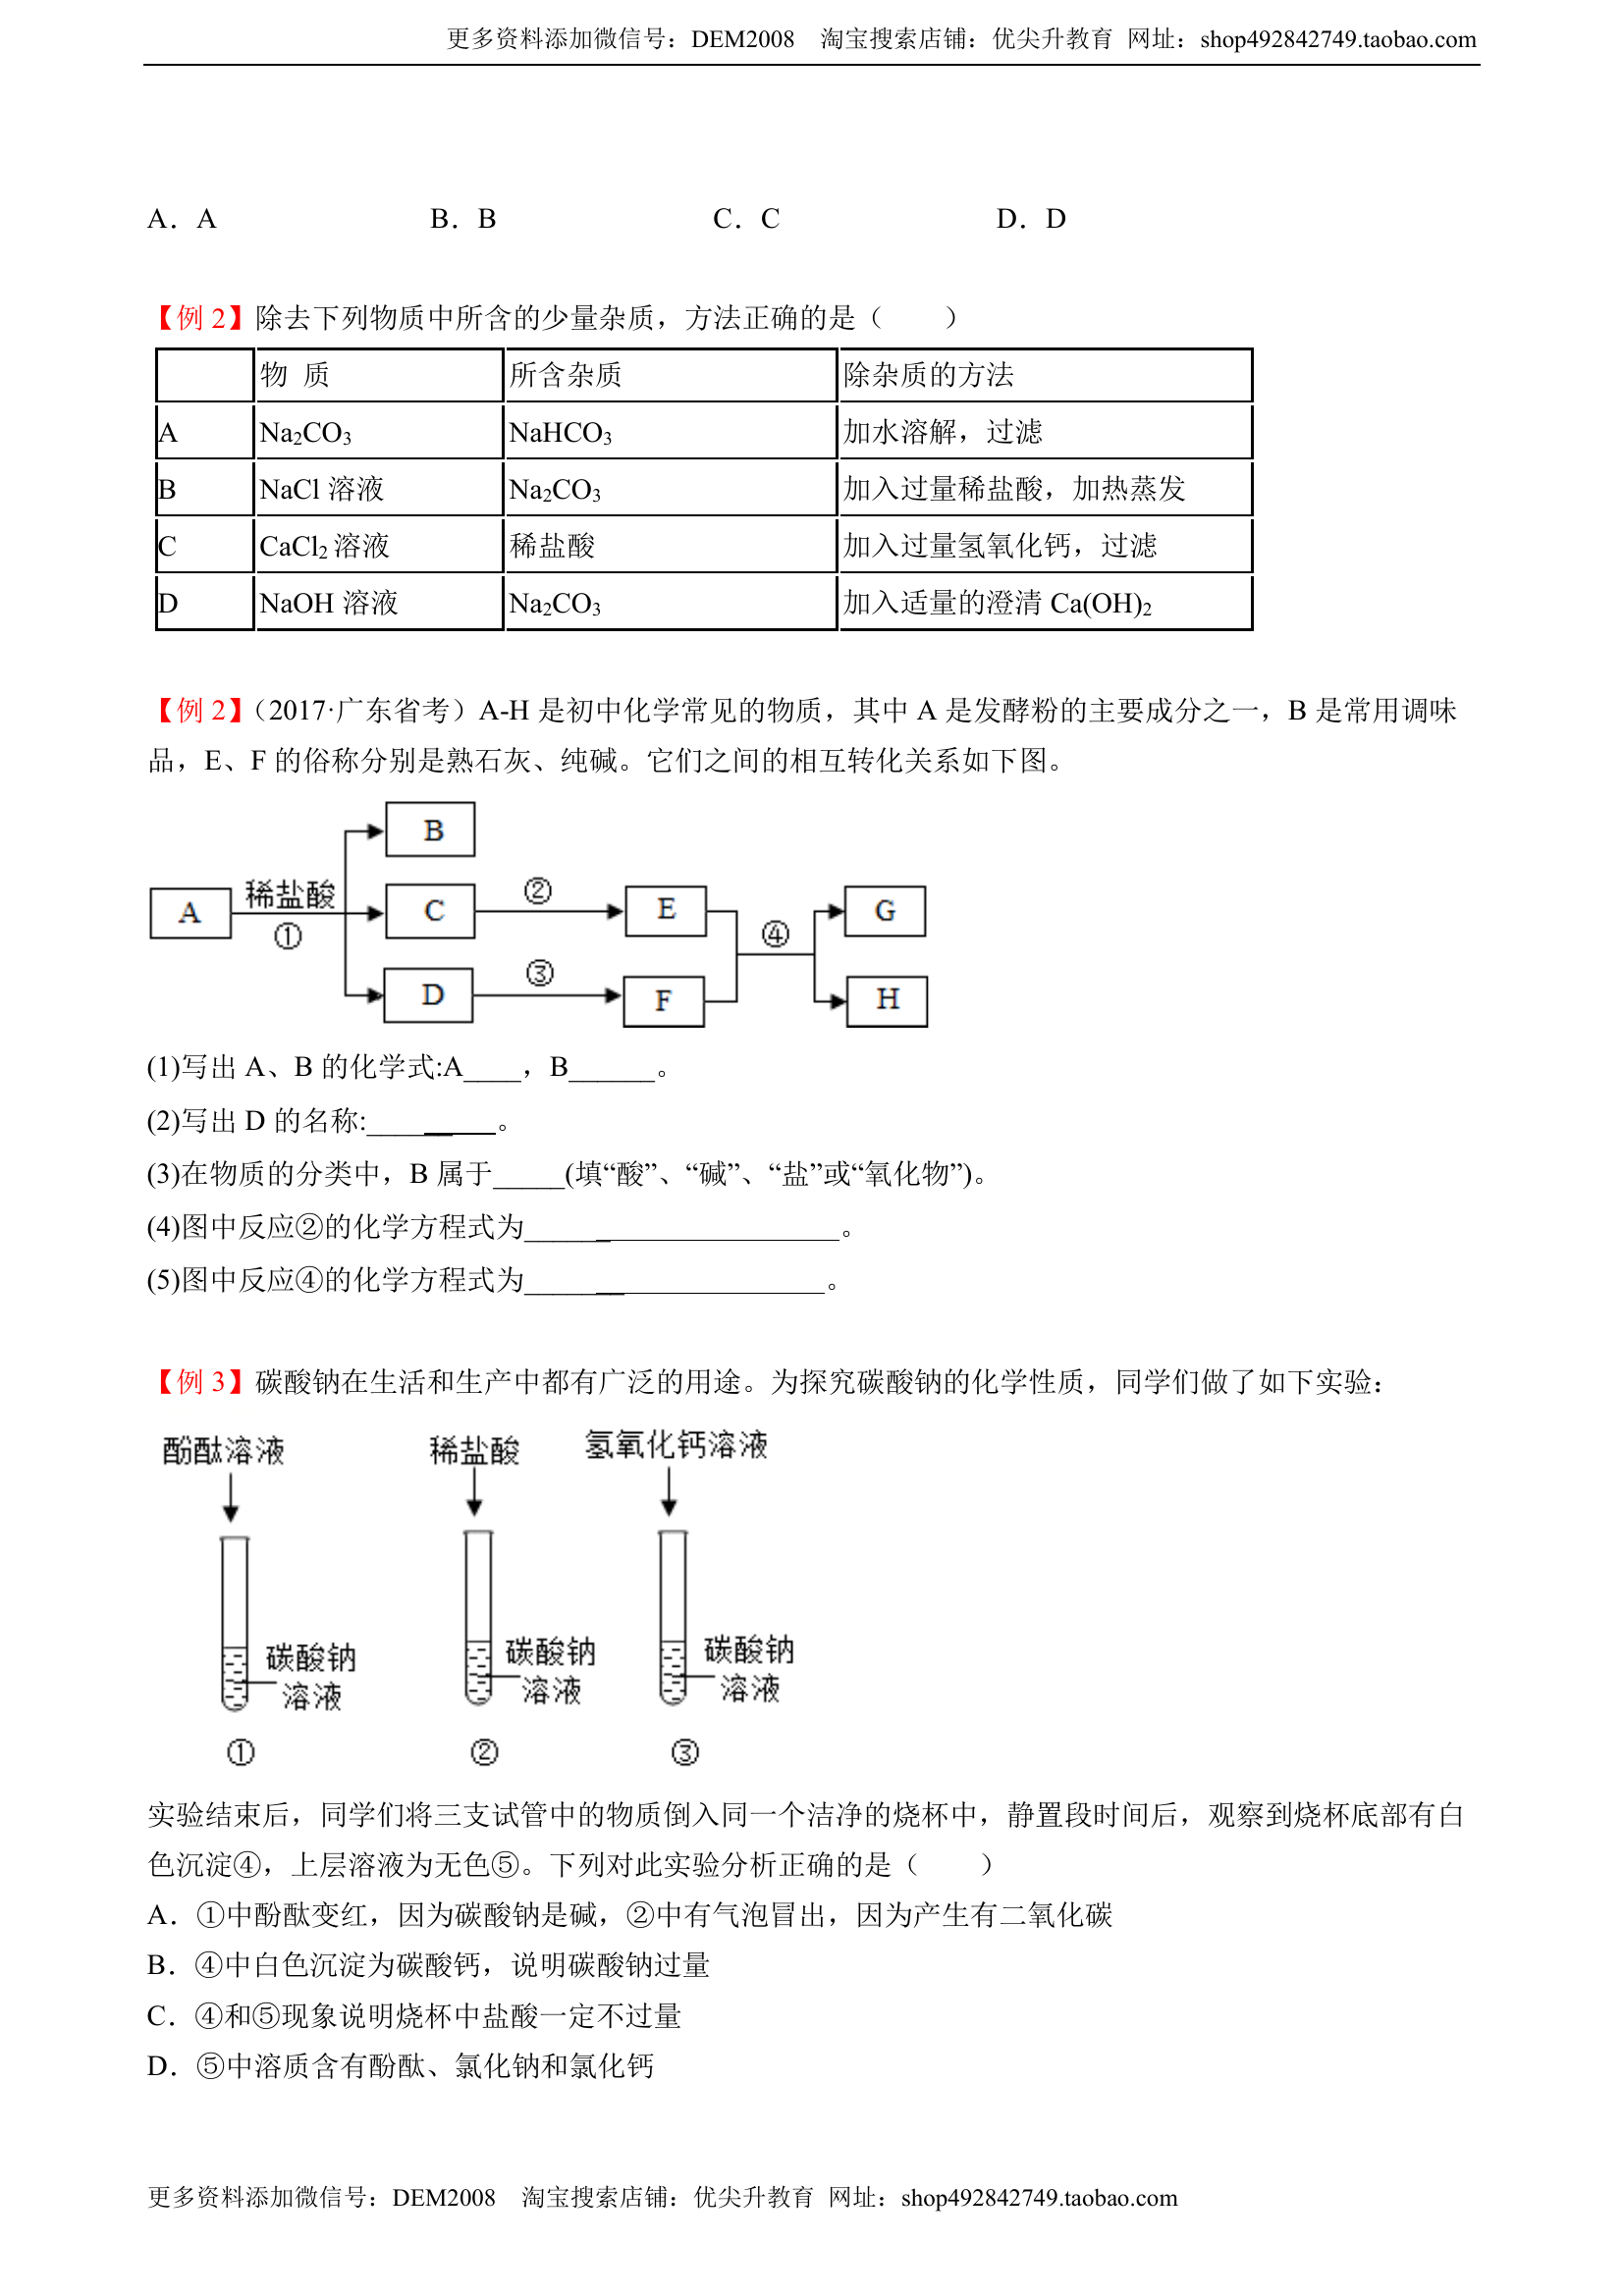 更多资料添加微信号：DEM2008 淘宝搜索店铺：优尖升教育 网址：shop492842749.taobao.com
A．A B．B C．C D．D
【例 2】除去下列物质中所含的少量杂质，方法正确的是（ ）
物 质 所含杂质 除杂质的方法
A Na₂CO₃ NaHCO₃ 加水溶解，过滤
B NaCl 溶液 Na₂CO₃ 加入过量稀盐酸，加热蒸发
C CaCl₂ 溶液 稀盐酸 加入过量氢氧化钙，过滤
D NaOH 溶液 Na₂CO₃ 加入适量的澄清 Ca(OH)₂
【例 2】（2017·广东省考）A-H 是初中化学常见的物质，其中 A 是发酵粉的主要成分之一，B 是常用调味
品，E、F 的俗称分别是熟石灰、纯碱。它们之间的相互转化关系如下图。
B
A 稀盐酸 ① C ② E ④ G
D ③ F H
(1)写出 A、B 的化学式:A____，B______。
(2)写出 D 的名称:_________。
(3)在物质的分类中，B 属于_____(填“酸”、“碱”、“盐”或“氧化物”)。
(4)图中反应②的化学方程式为______________________。
(5)图中反应④的化学方程式为_____________________。
【例 3】碳酸钠在生活和生产中都有广泛的用途。为探究碳酸钠的化学性质，同学们做了如下实验：
酚酞溶液 稀盐酸 氢氧化钙溶液
碳酸钠 碳酸钠 碳酸钠
溶液 溶液 溶液
① ② ③
实验结束后，同学们将三支试管中的物质倒入同一个洁净的烧杯中，静置段时间后，观察到烧杯底部有白
色沉淀④，上层溶液为无色⑤。下列对此实验分析正确的是（ ）
A．①中酚酞变红，因为碳酸钠是碱，②中有气泡冒出，因为产生有二氧化碳
B．④中白色沉淀为碳酸钙，说明碳酸钠过量
C．④和⑤现象说明烧杯中盐酸一定不过量
D．⑤中溶质含有酚酞、氯化钠和氯化钙
更多资料添加微信号：DEM2008 淘宝搜索店铺：优尖升教育 网址：shop492842749.taobao.com